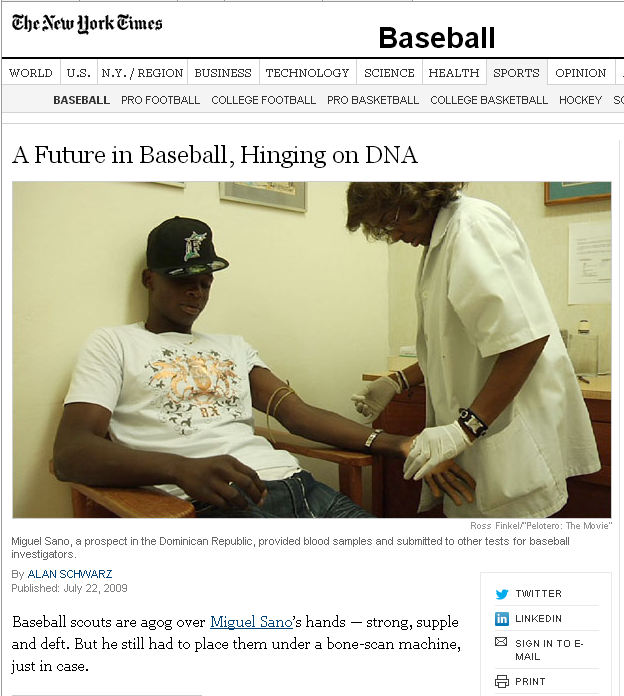 The New York Times
Baseball
WORLD U.S. N.Y. / REGION BUSINESS TECHNOLOGY SCIENCE HEALTH SPORTS OPINION
BASEBALL PRO FOOTBALL COLLEGE FOOTBALL PRO BASKETBALL COLLEGE BASKETBALL HOCKEY
A Future in Baseball, Hinging on DNA
F
BX
Ross Finkel/"Pelotero: The Movie"
Miguel Sano, a prospect in the Dominican Republic, provided blood samples and submitted to other tests for baseball
investigators.
By ALAN SCHWARZ
Published: July 22, 2009
Baseball scouts are agog over Miguel Sano's hands — strong, supple
and deft. But he still had to place them under a bone-scan machine,
just in case.
TWITTER
in LINKEDIN
SIGN IN TO E-
MAIL
PRINT